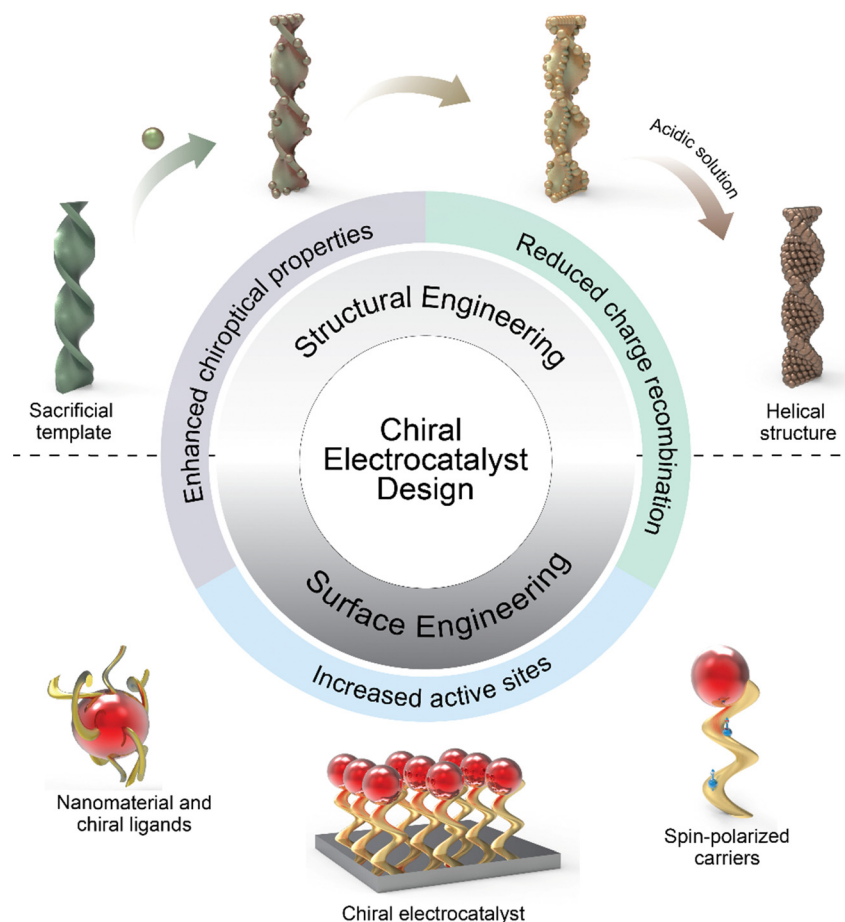 Acidic solution
Sacrificial
template
Helical
structure
Enhanced chiroptical properties
Reduced charge recombination
Structural Engineering
Chiral
Electrocatalyst
Design
Surface Engineering
Increased active sites
Nanomaterial and
chiral ligands
Chiral electrocatalyst
Spin-polarized
carriers